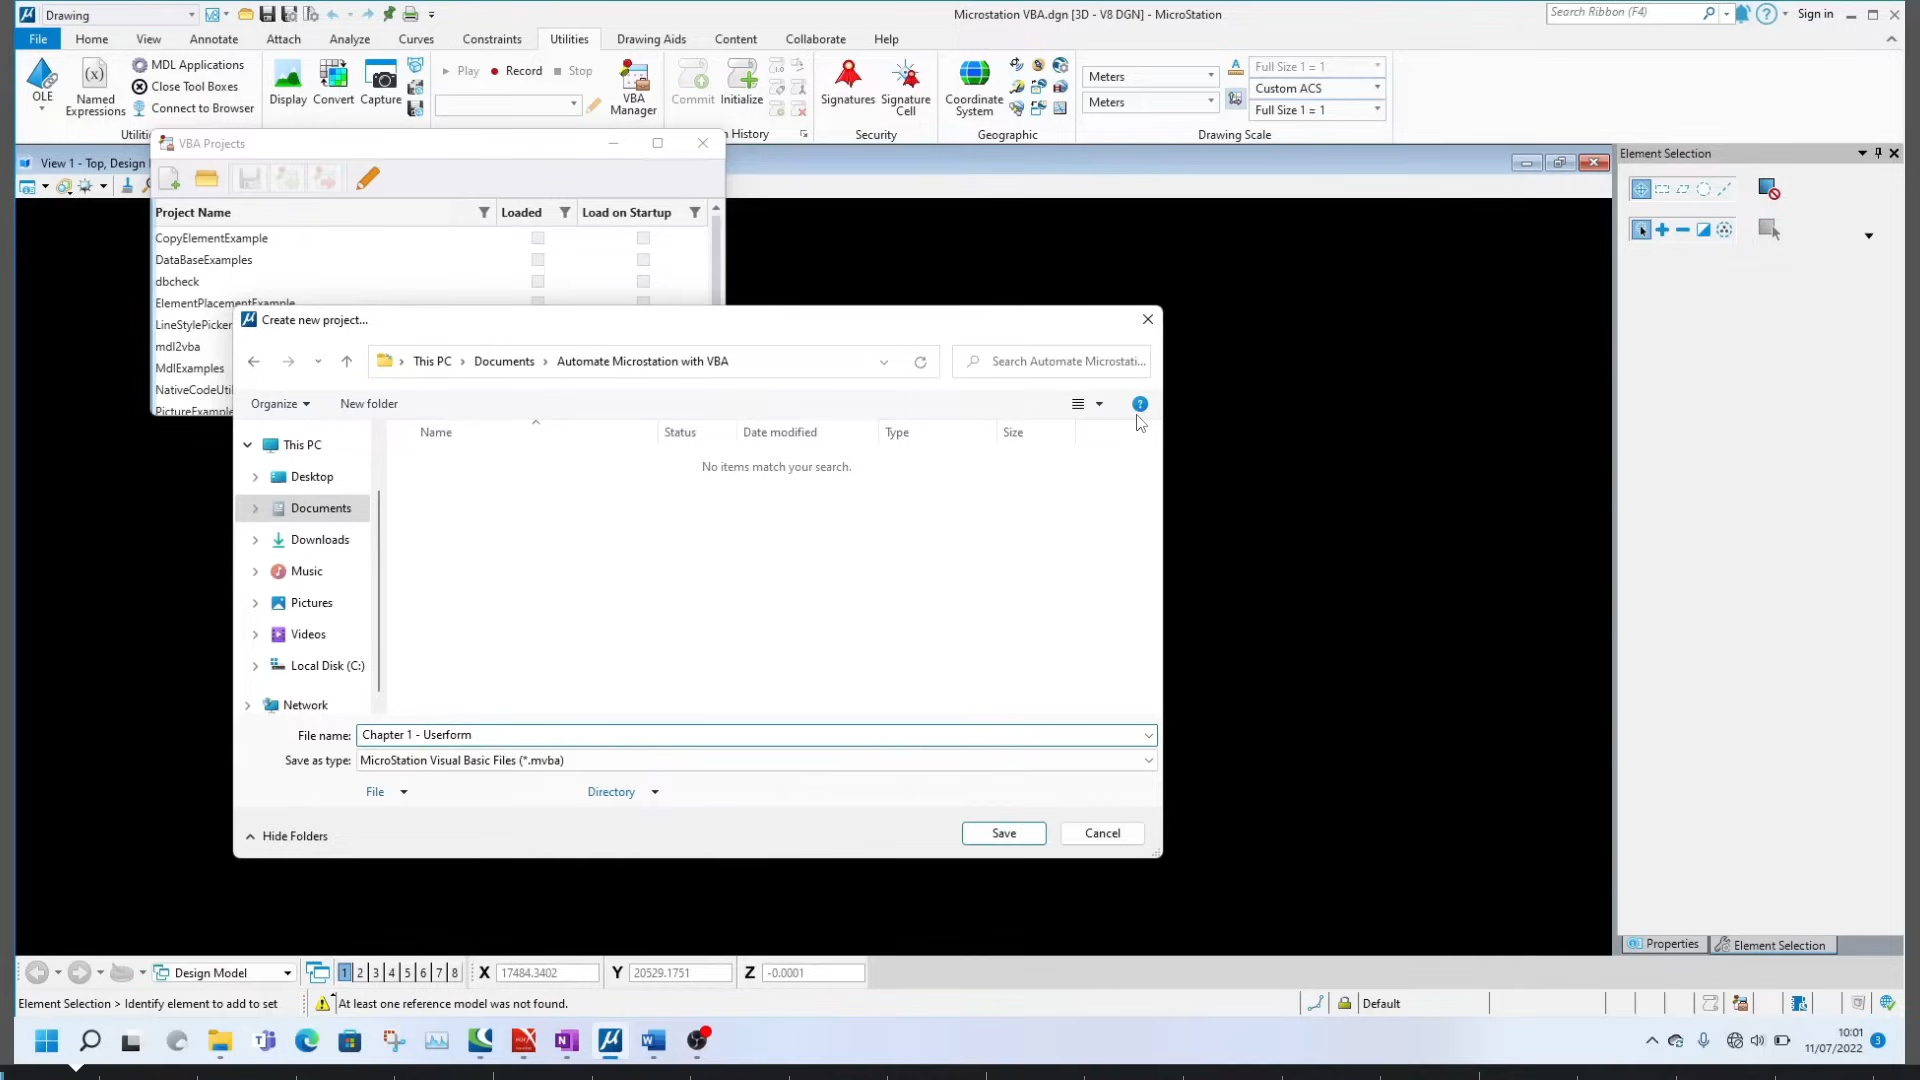 Drawing
Microstation VBA.dgn [3D - V8 DGN] - MicroStation
Search Ribbon (F4)
Sign in
File Home View Annotate Attach Analyze Curves Constraints Utilities Drawing Aids Content Collaborate Help
OLE
Named Expressions
MDL Applications
Close Tool Boxes
Connect to Browser
Display
Convert
Capture
Play
Record
Stop
VBA Manager
Commit
Initialize
Signatures
Signature Cell
Coordinate System
Meters
Meters
Full Size 1 = 1
Custom ACS
Full Size 1 = 1
Utiliti
n History
Security
Geographic
Drawing Scale
View 1 - Top, Design
VBA Projects
Project Name Loaded Load on Startup
CopyElementExample
DataBaseExamples
dbcheck
ElementPlacementExample
LineStylePicker
mdl2vba
MdlExamples
NativeCodeUtil
PictureExample
Element Selection
Create new project...
This PC > Documents > Automate Microstation with VBA
Search Automate Microstati...
Organize
New folder
Name Status Date modified Type Size
No items match your search.
This PC
Desktop
Documents
Downloads
Music
Pictures
Videos
Local Disk (C:)
Network
File name: Chapter 1 - Userform
Save as type: MicroStation Visual Basic Files (*.mvba)
File
Directory
Hide Folders
Save
Cancel
Properties
Element Selection
Design Model
1 2 3 4 5 6 7 8
X 17484.3402
Y 20529.1751
Z -0.0001
Element Selection > Identify element to add to set
At least one reference model was not found.
Default
10:01
11/07/2022
3